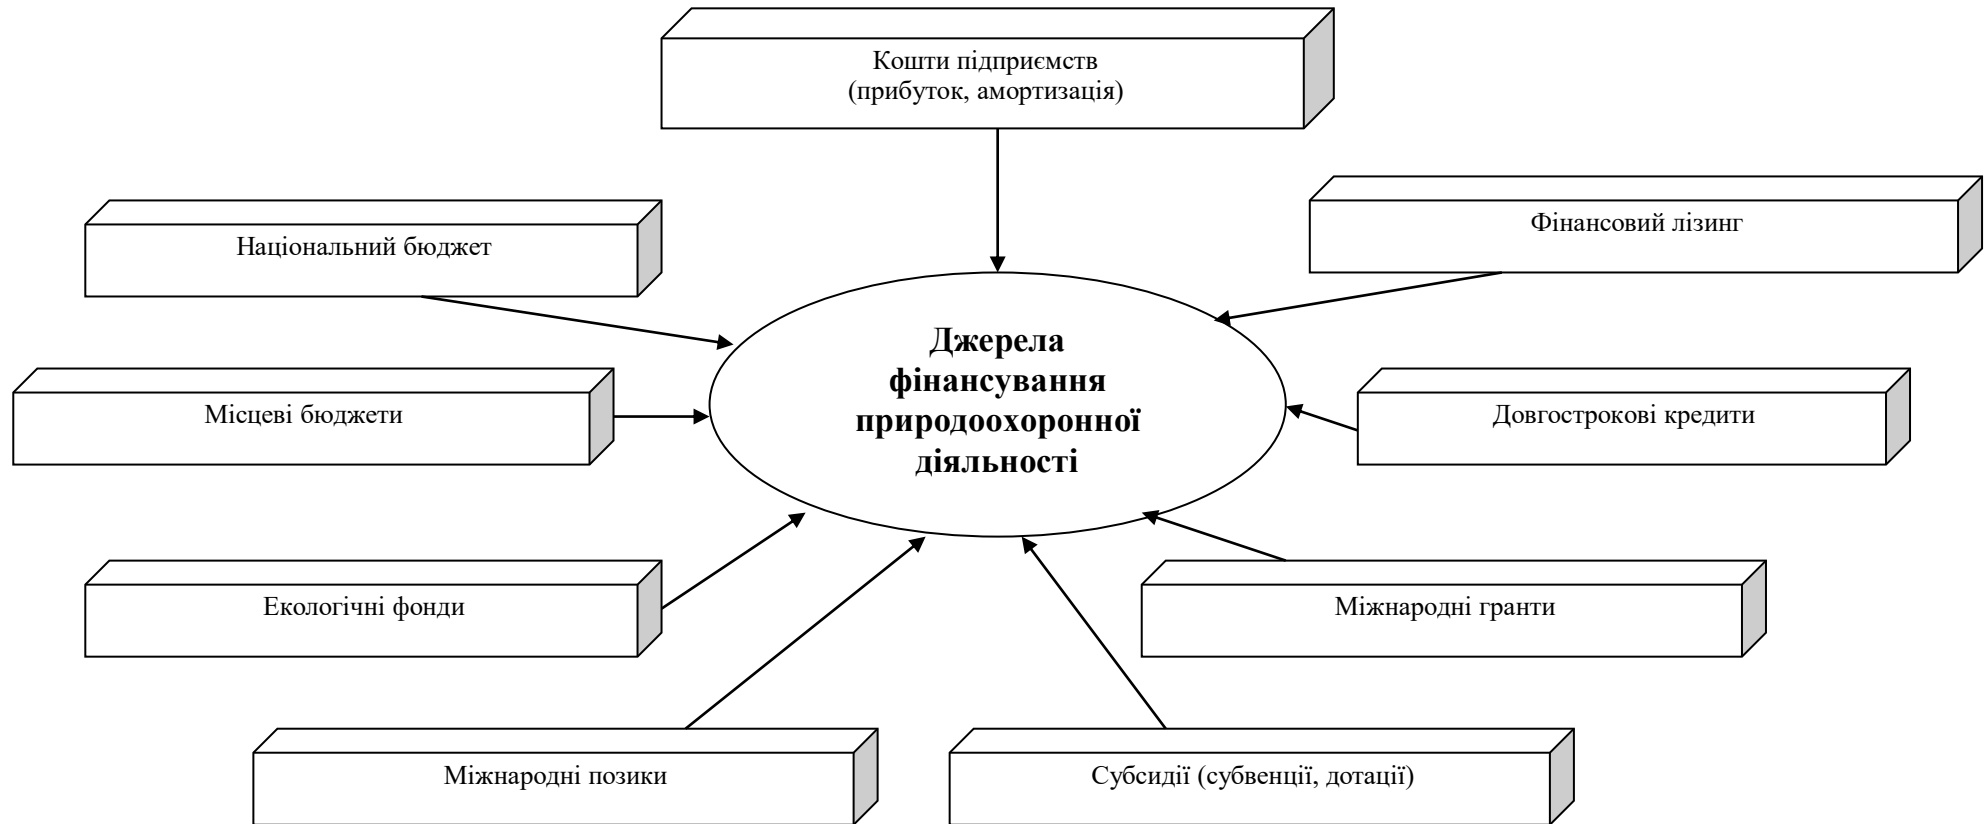 Кошти підприємств
(прибуток, амортизація)
Національний бюджет
Фінансовий лізинг
Джерела
фінансування
природоохоронної
діяльності
Місцеві бюджети
Довгострокові кредити
Екологічні фонди
Міжнародні гранти
Міжнародні позики
Субсидії (субвенції, дотації)